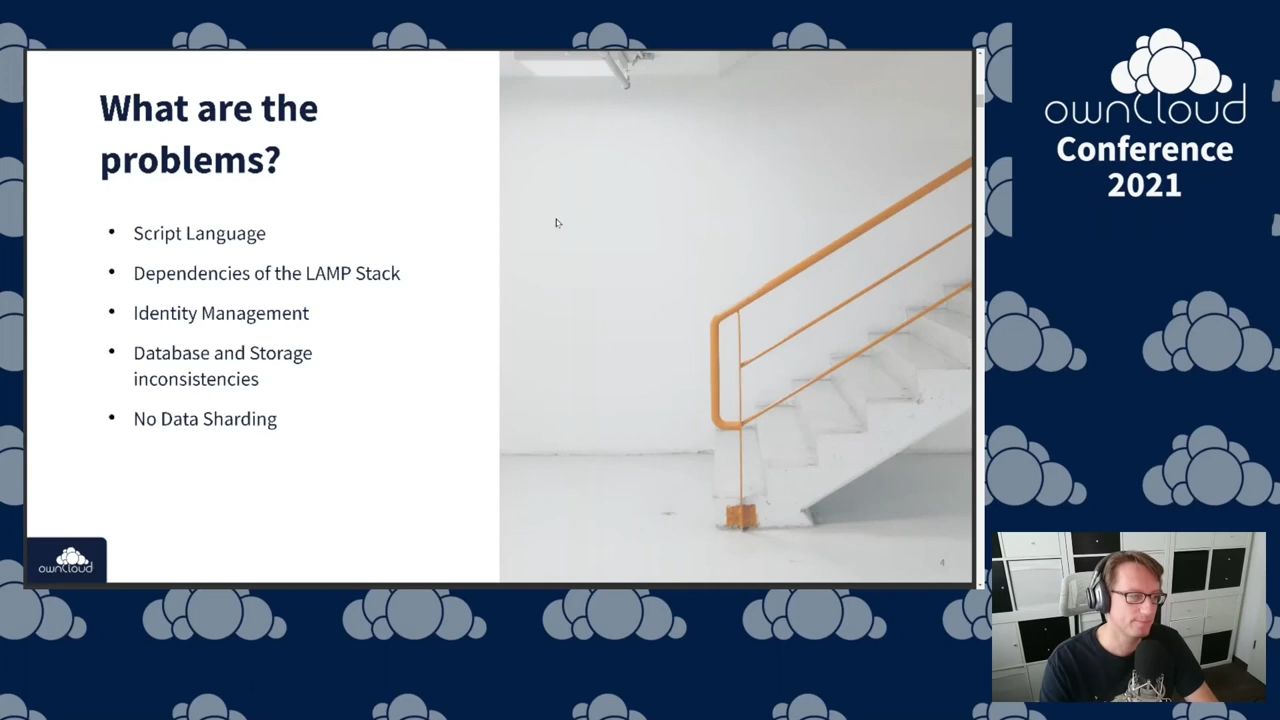 What are the
problems?
• Script Language
• Dependencies of the LAMP Stack
• Identity Management
• Database and Storage
inconsistencies
• No Data Sharding
ownCloud
4
ownCloud
Conference
2021